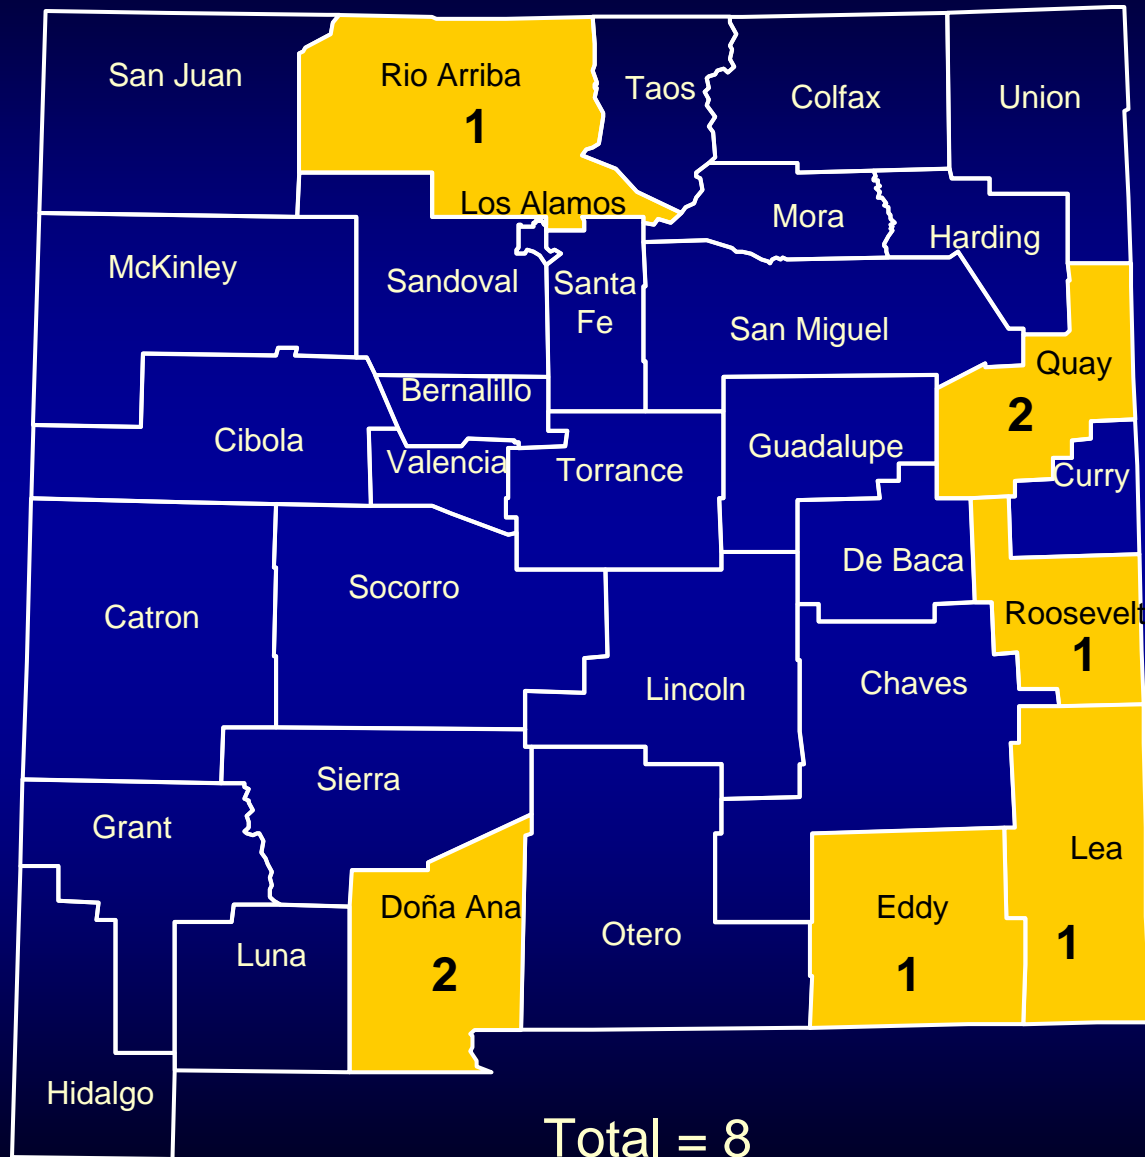 San Juan
Rio Arriba
1
Taos
Colfax
Union
Los Alamos
Mora
Harding
McKinley
Sandoval
Santa
Fe
San Miguel
Quay
2
Bernalillo
Cibola
Valencia
Torrance
Guadalupe
Curry
De Baca
Catron
Socorro
Roosevelt
1
Lincoln
Chaves
Sierra
Grant
Lea
1
Doña Ana
2
Eddy
1
Otero
Luna
Hidalgo
Total = 8